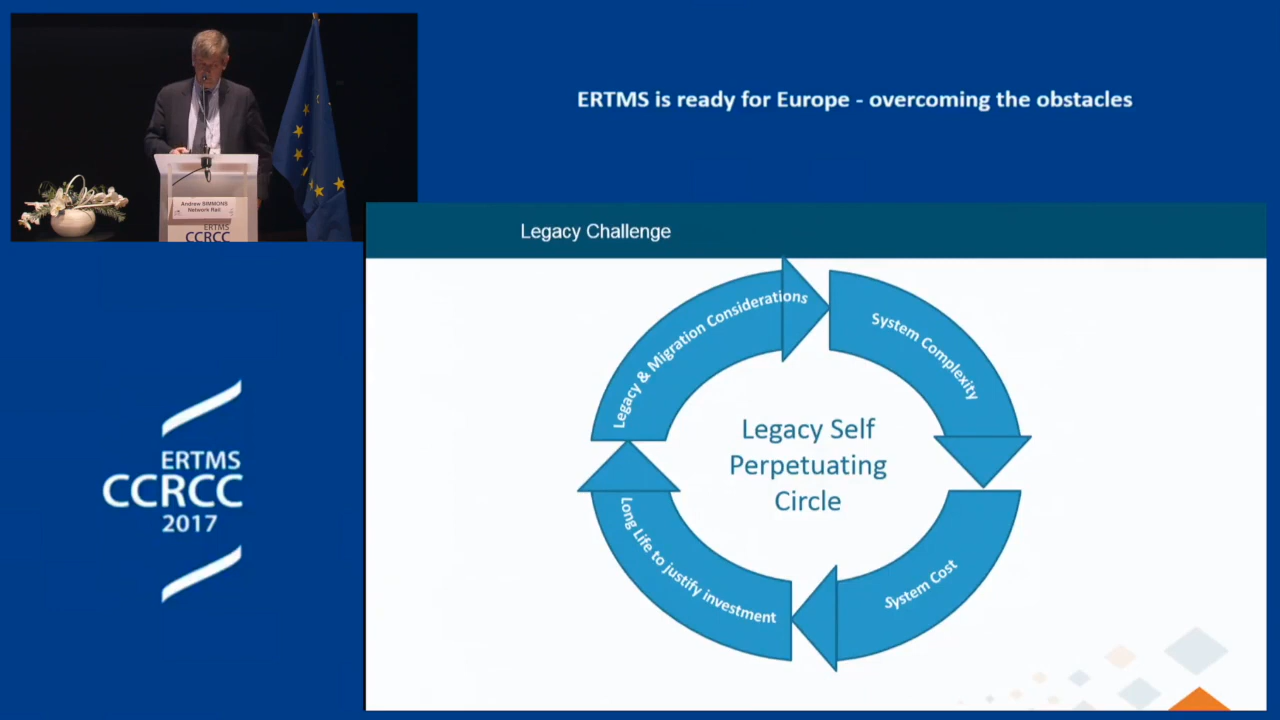 ERTMS is ready for Europe - overcoming the obstacles
Andrew SIMMONS
Network Rail
ERTMS
CCRCC
Legacy Challenge
Legacy & Migration Considerations
System Complexity
System Cost
Long Life to justify investment
Legacy Self
Perpetuating
Circle
ERTMS
CCRCC
2017